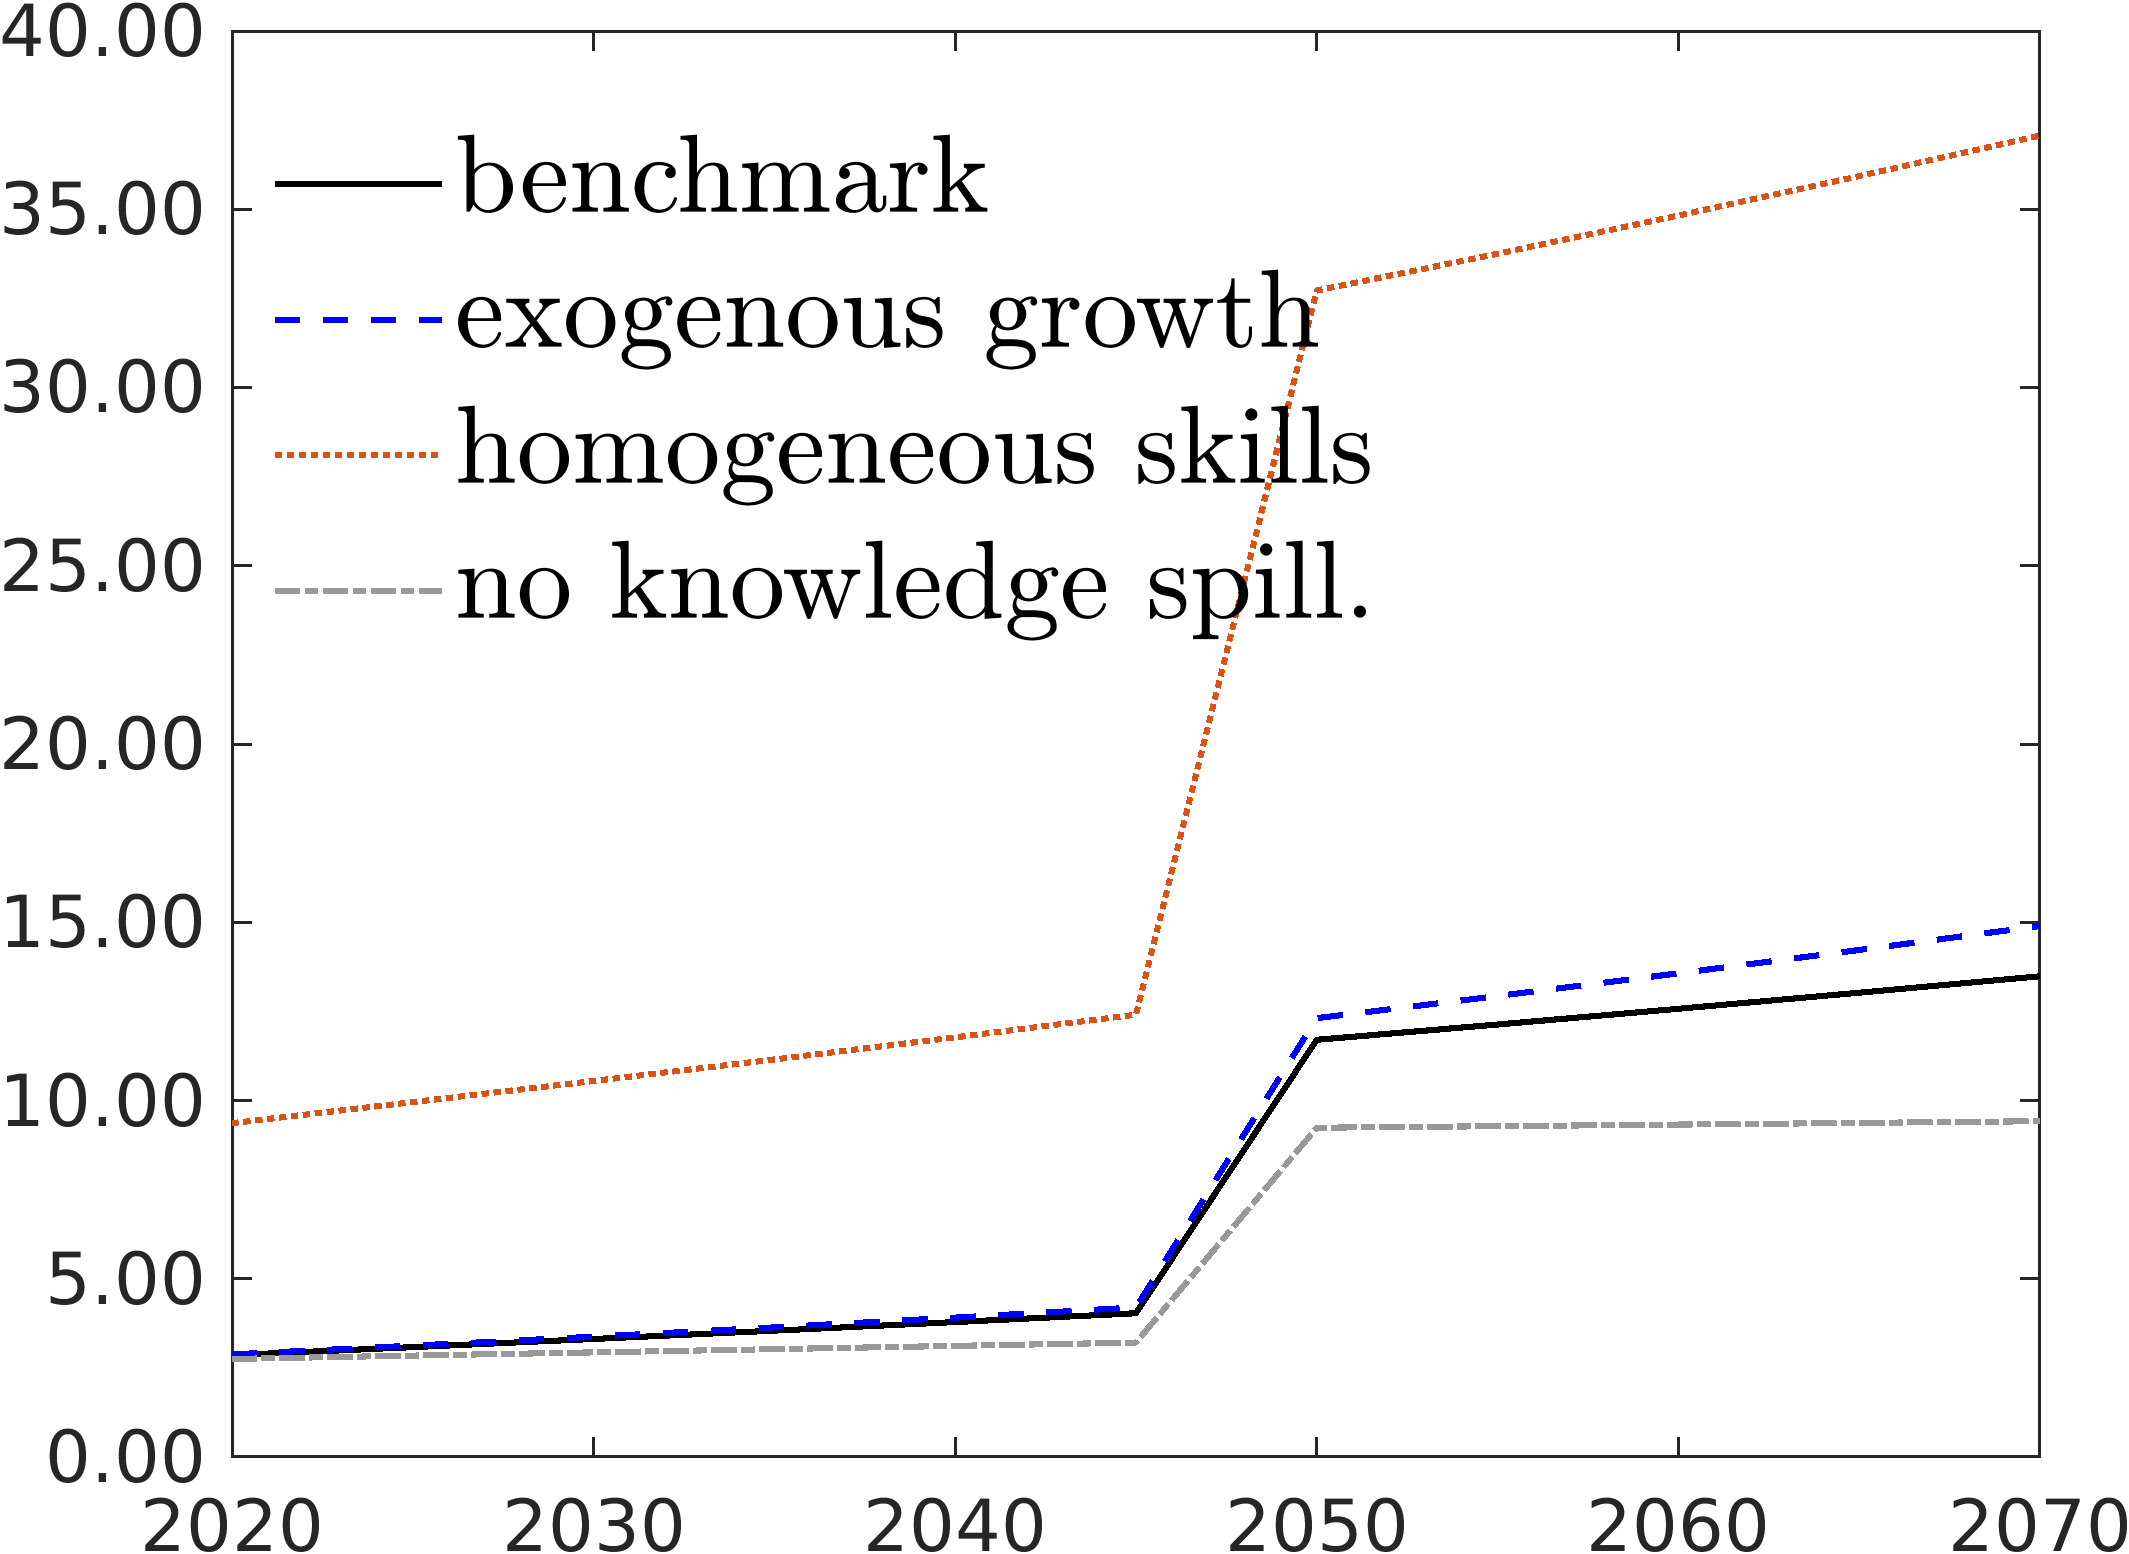 40.00
35.00
30.00
25.00
20.00
15.00
10.00
5.00
0.00
benchmark
exogenous growth
homogeneous skills
no knowledge spill.
2020 2030 2040 2050 2060 2070